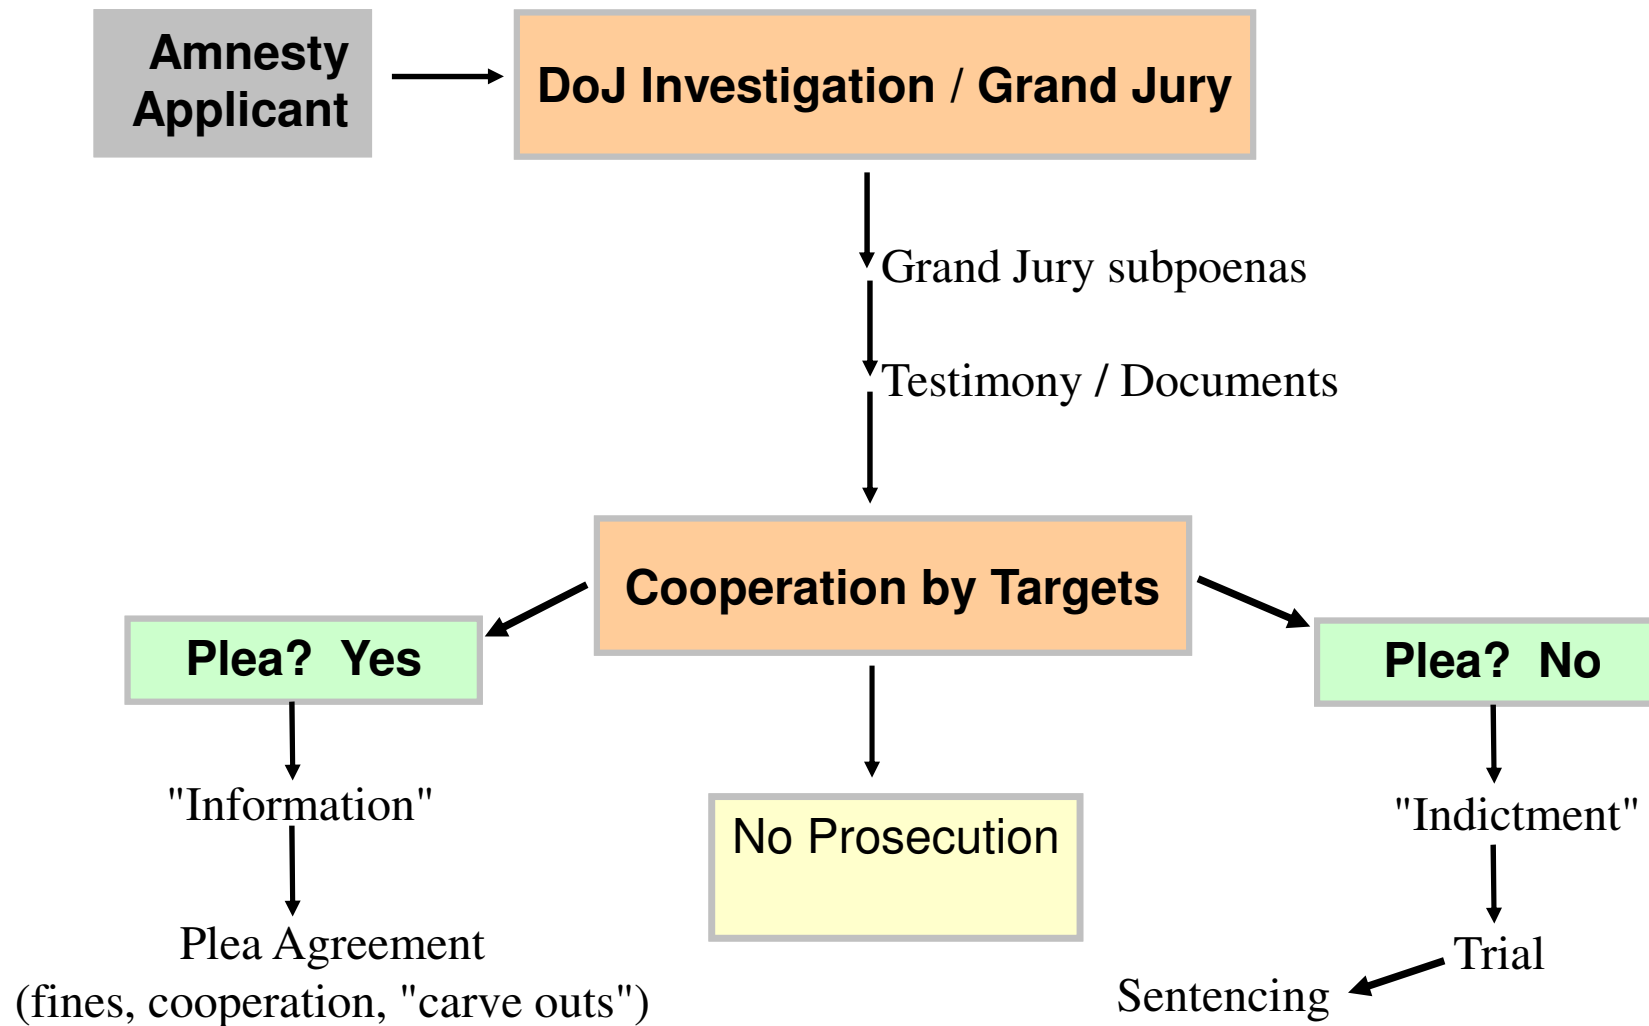 Amnesty
Applicant
DoJ Investigation / Grand Jury
Grand Jury subpoenas
Testimony / Documents
Cooperation by Targets
Plea?  Yes
Plea?  No
No Prosecution
"Information"
"Indictment"
Plea Agreement
(fines, cooperation, "carve outs")
Trial
Sentencing